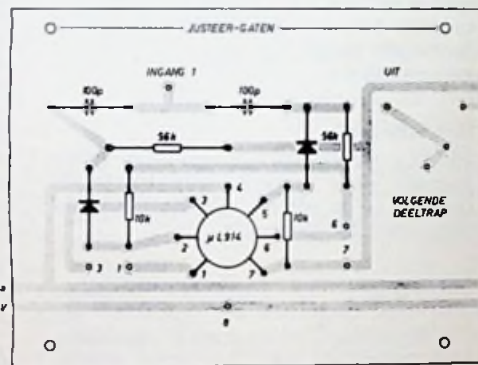 JUSTEER-GATEN
INGANG 1
UIT
100p
100p
56k
56k
VOLGENDE
DEELTRAP
10k
10k
3
4
5
μL914
2
6
1
7
3
1
6
7
8